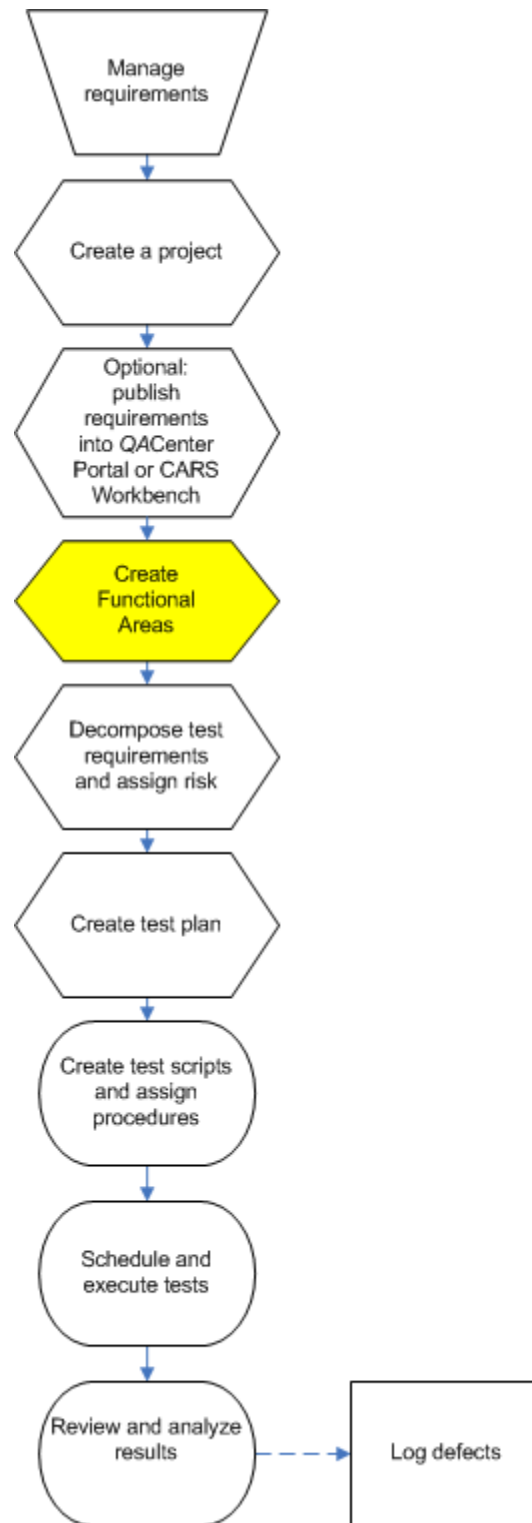 Manage
requirements
Create a project
Optional:
publish
requirements
into QACenter
Portal or CARS
Workbench
Create
Functional
Areas
Decompose test
requirements
and assign risk
Create test plan
Create test scripts
and assign
procedures
Schedule and
execute tests
Review and analyze
results
Log defects